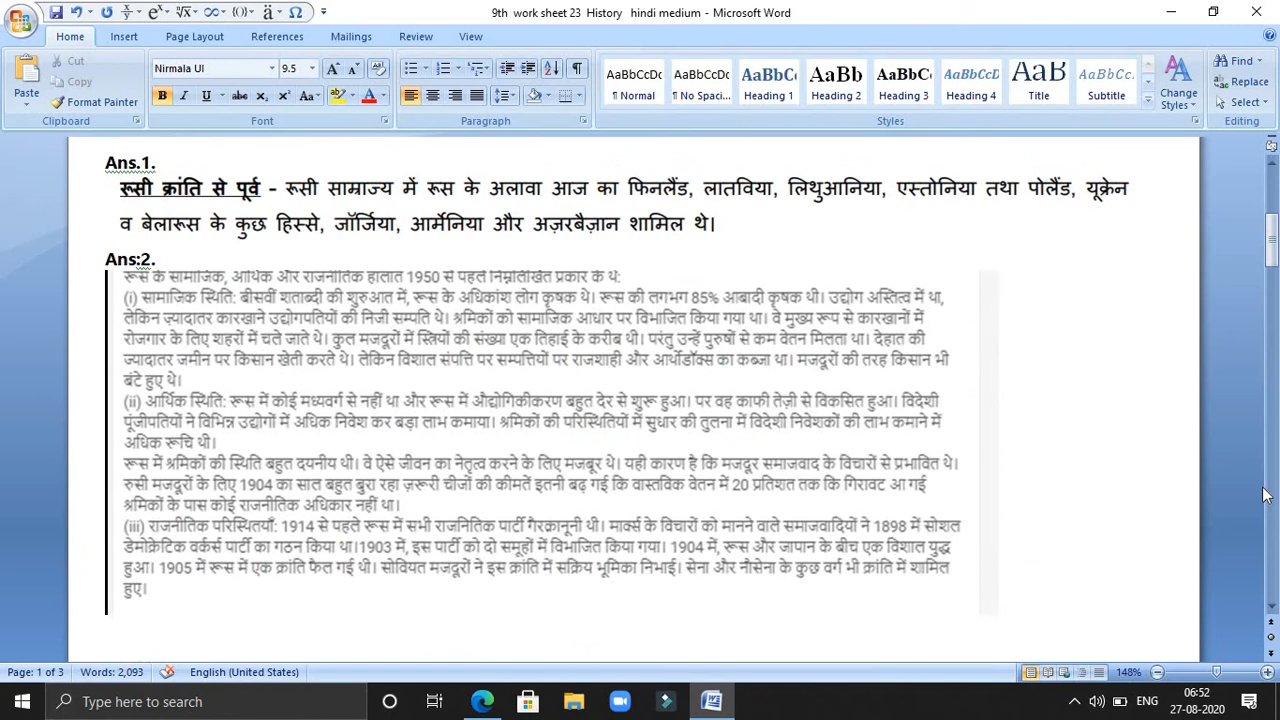 9th work sheet 23 History hindi medium - Microsoft Word
Home Insert Page Layout References Mailings Review View
Paste
Cut
Copy
Format Painter
Clipboard
Nirmala UI 9.5
Font
Paragraph
AaBbCcDc AaBbCcDc AaBbC AaBb AaBbC AaBbCcD AaB AaBbCcD
¶ Normal ¶ No Spaci... Heading 1 Heading 2 Heading 3 Heading 4 Title Subtitle
Change Styles
Styles
Find
Replace
Select
Editing
Ans.1.
रूसी क्रांति से पूर्व - रूसी साम्राज्य में रूस के अलावा आज का फिनलैंड, लातविया, लिथुआनिया, एस्तोनिया तथा पोलैंड, यूक्रेन
व बेलारूस के कुछ हिस्से, जॉर्जिया, आर्मेनिया और अज़रबैज़ान शामिल थे।
Ans:2.
रूस के सामाजिक, आर्थिक और राजनीतिक हालात 1950 से पहले निम्नलिखित प्रकार के थे:
(i) सामाजिक स्थिति: बीसवीं शताब्दी की शुरुआत में, रूस के अधिकांश लोग कृषक थे। रूस की लगभग 85% आबादी कृषक थी। उद्योग अस्तित्व में था,
लेकिन ज़्यादातर कारखाने उद्योगपतियों की निजी सम्पति थे। श्रमिकों को सामाजिक आधार पर विभाजित किया गया था। वे मुख्य रूप से कारखानों में
रोजगार के लिए शहरों में चले जाते थे। कुल मजदूरों में स्त्रियों की संख्या एक तिहाई के करीब थी। परंतु उन्हें पुरुषों से कम वेतन मिलता था। देहात की
ज्यादातर जमीन पर किसान खेती करते थे। लेकिन विशाल संपत्ति पर सम्पत्तियों पर राजशाही और आर्थोडॉक्स का कब्जा था। मजदूरों की तरह किसान भी
बंटे हुए थे।
(ii) आर्थिक स्थिति: रूस में कोई मध्यवर्ग से नहीं था और रूस में औद्योगिकीकरण बहुत देर से शुरू हुआ। पर वह काफी तेज़ी से विकसित हुआ। विदेशी
पूंजीपतियों ने विभिन्न उद्योगों में अधिक निवेश कर बड़ा लाभ कमाया। श्रमिकों की परिस्थितियों में सुधार की तुलना में विदेशी निवेशकों की लाभ कमाने में
अधिक रूचि थी।
रूस में श्रमिकों की स्थिति बहुत दयनीय थी। वे ऐसे जीवन का नेतृत्व करने के लिए मजबूर थे। यही कारण है कि मजदूर समाजवाद के विचारों से प्रभावित थे।
रुसी मजदूरों के लिए 1904 का साल बहुत बुरा रहा ज़रूरी चीजों की कीमतें इतनी बढ़ गई कि वास्तविक वेतन में 20 प्रतिशत तक कि गिरावट आ गई
श्रमिकों के पास कोई राजनीतिक अधिकार नहीं था।
(iii) राजनीतिक परिस्थितियाँ: 1914 से पहले रूस में सभी राजनितिक पार्टी गैरक़ानूनी थी। मार्क्स के विचारों को मानने वाले समाजवादियों ने 1898 में सोशल
डेमोक्रेटिक वर्कर्स पार्टी का गठन किया था।1903 में, इस पार्टी को दो समूहों में विभाजित किया गया। 1904 में, रूस और जापान के बीच एक विशाल युद्ध
हुआ। 1905 में रूस में एक क्रांति फैल गई थी। सोवियत मजदूरों ने इस क्रांति में सक्रिय भूमिका निभाई। सेना और नौसेना के कुछ वर्ग भी क्रांति में शामिल
हुए।
Page: 1 of 3 Words: 2,093 English (United States) 148%
Type here to search
ENG 06:52
27-08-2020